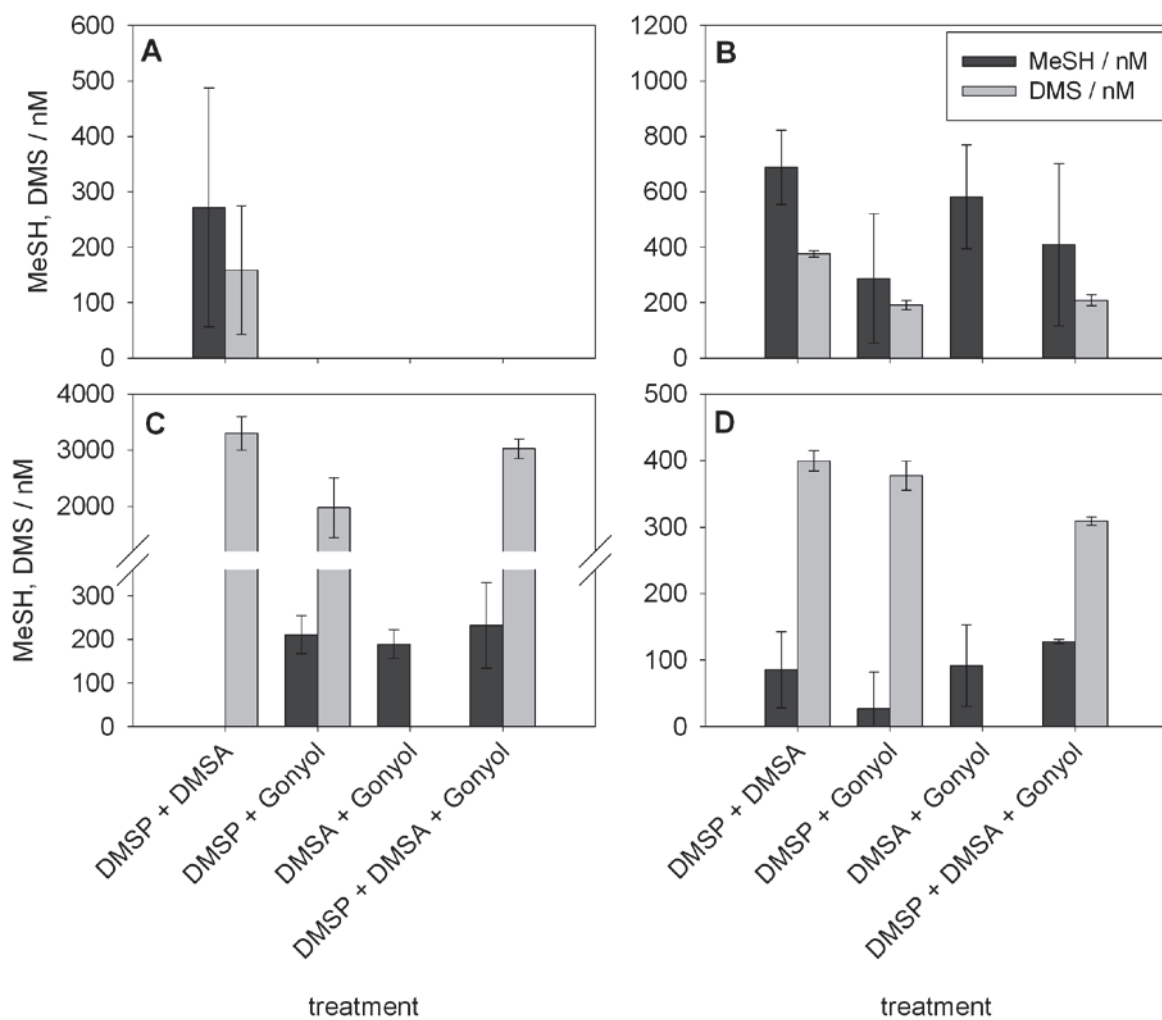 A
MeSH, DMS / nM
600
500
400
300
200
100
0
B
1200
1000
800
600
400
200
0
MeSH / nM
DMS / nM
C
MeSH, DMS / nM
4000
3000
2000
300
200
100
0
D
500
400
300
200
100
0
DMSP + DMSA
DMSP + Gonyol
DMSA + Gonyol
DMSP + DMSA + Gonyol
treatment
DMSP + DMSA
DMSP + Gonyol
DMSA + Gonyol
DMSP + DMSA + Gonyol
treatment